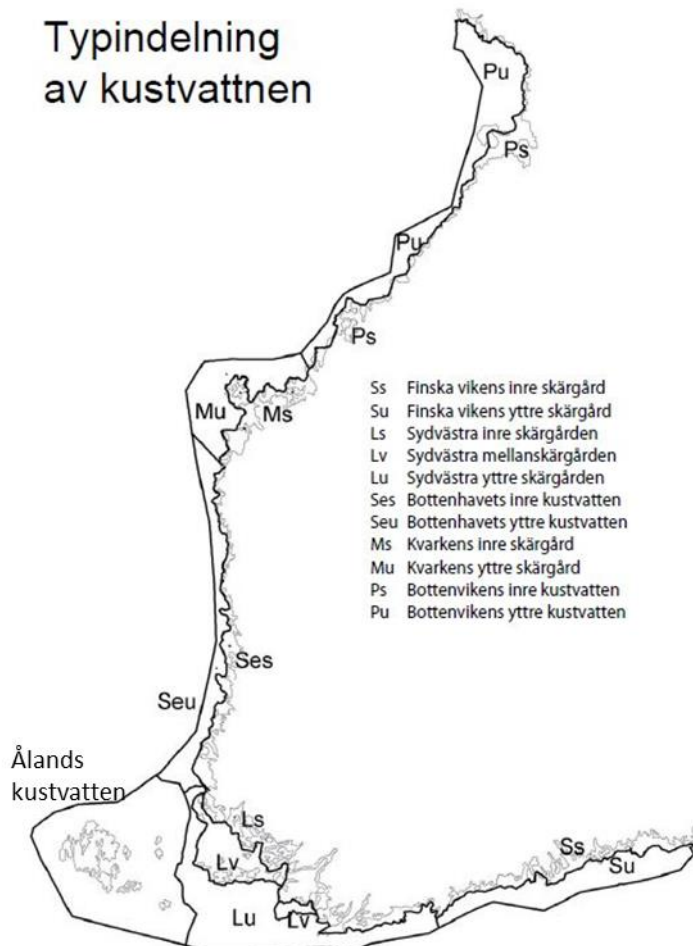 Typindelning
av kustvattnen
Pu
Ps
Pu
Ps
Mu
Ms
Ss Finska vikens inre skärgård
Su Finska vikens yttre skärgård
Ls Sydvästra inre skärgården
Lv Sydvästra mellanskärgården
Lu Sydvästra yttre skärgården
Ses Bottenhavets inre kustvatten
Seu Bottenhavets yttre kustvatten
Ms Kvarkens inre skärgård
Mu Kvarkens yttre skärgård
Ps Bottenvikens inre kustvatten
Pu Bottenvikens yttre kustvatten
Ses
Seu
Ålands
kustvatten
Ls
Lv
Ss
Su
Lu
Lv